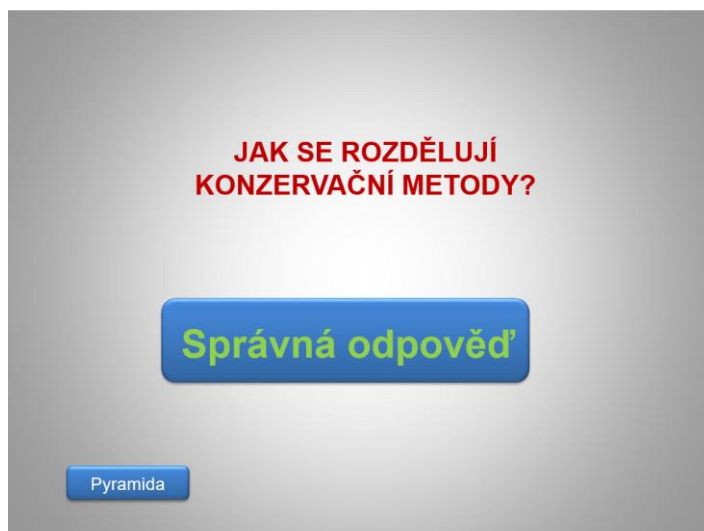 JAK SE ROZDĚLUJÍ
KONZERVAČNÍ METODY?
Správná odpověď
Pyramida